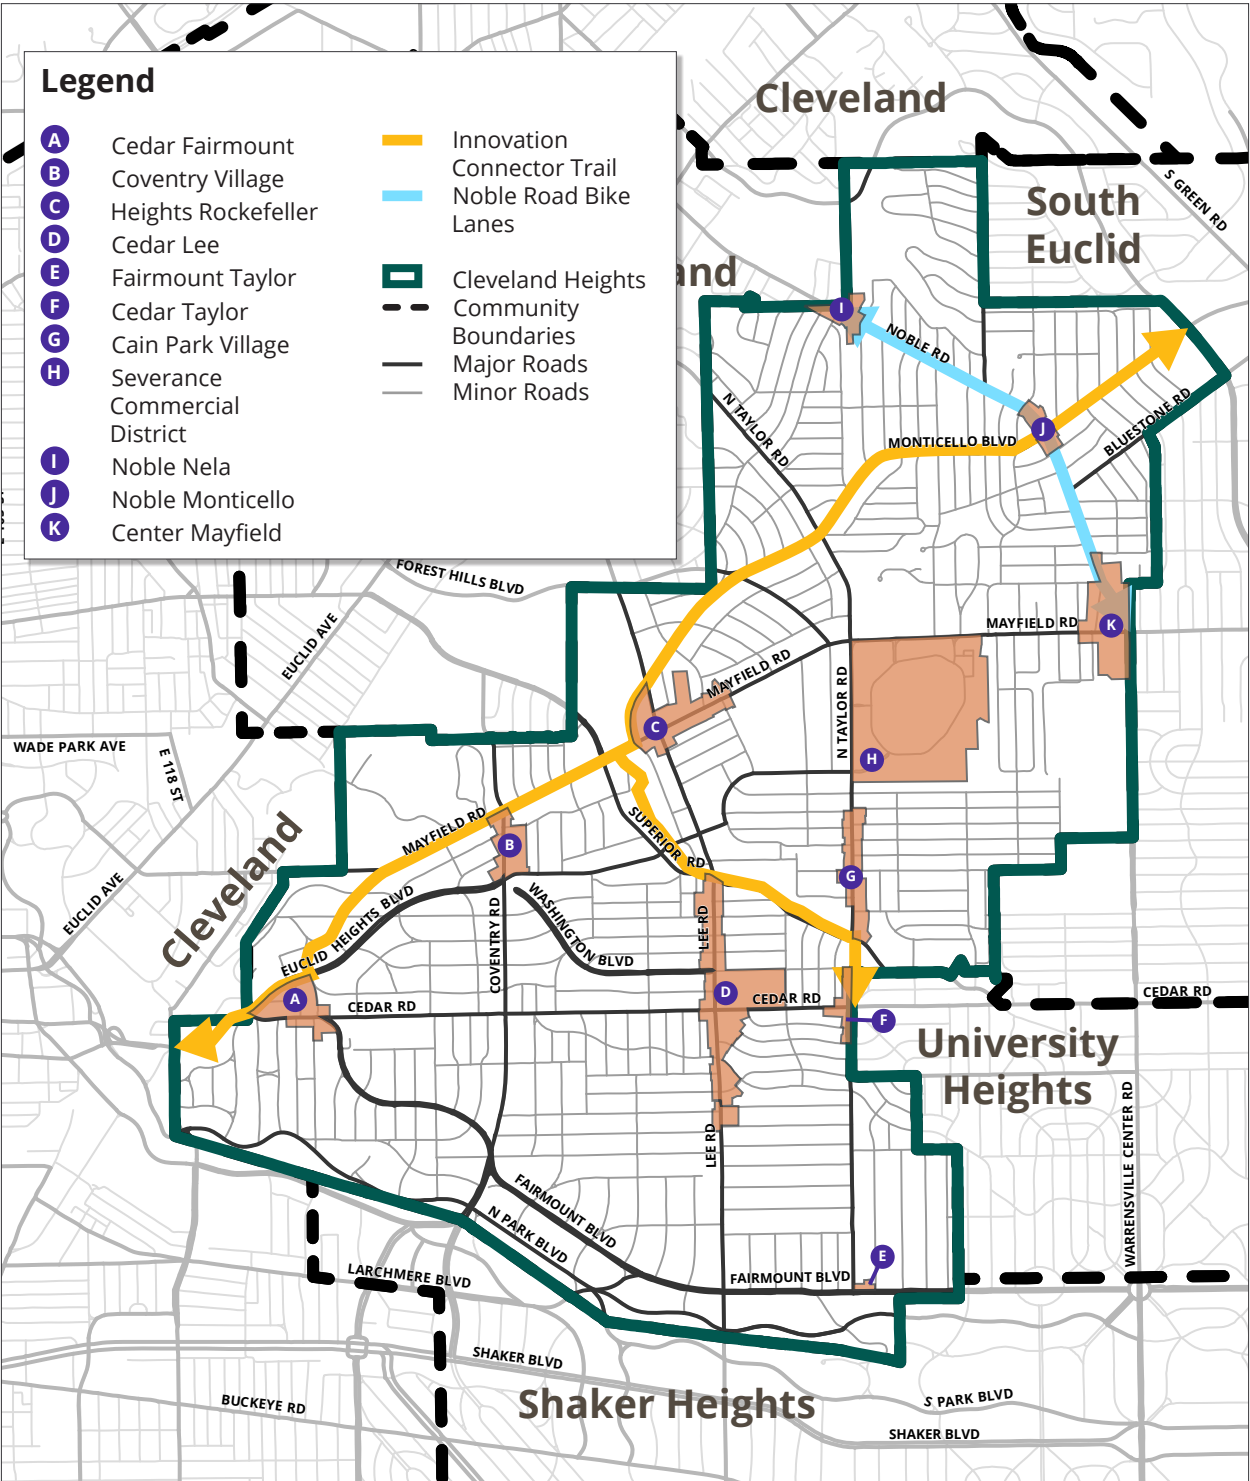 Legend
A Cedar Fairmount
B Coventry Village
C Heights Rockefeller
D Cedar Lee
E Fairmount Taylor
F Cedar Taylor
G Cain Park Village
H Severance
Commercial
District
I Noble Nela
J Noble Monticello
K Center Mayfield
Innovation
Connector Trail
Noble Road Bike
Lanes
Cleveland Heights
Community
Boundaries
Major Roads
Minor Roads
Cleveland
S GREEN RD
South
Euclid
and
I
NOBLE RD
N TAYLOR RD
J
MONTICELLO BLVD
BLUESTONE RD
FOREST HILLS BLVD
EUCLID AVE
MAYFIELD RD
K
MAYFIELD RD
N TAYLOR RD
C
H
WADE PARK AVE
E 118 ST
MAYFIELD RD
SUPERIOR RD
B
Cleveland
G
EUCLID AVE
EUCLID HEIGHTS BLVD
COVENTRY RD
WASHINGTON BLVD
LEE RD
A
CEDAR RD
D
CEDAR RD
CEDAR RD
F
University
Heights
LEE RD
WARRENSVILLE CENTER RD
FAIRMOUNT BLVD
N PARK BLVD
E
FAIRMOUNT BLVD
LARCHMERE BLVD
SHAKER BLVD
Shaker Heights
BUCKEYE RD
S PARK BLVD
SHAKER BLVD